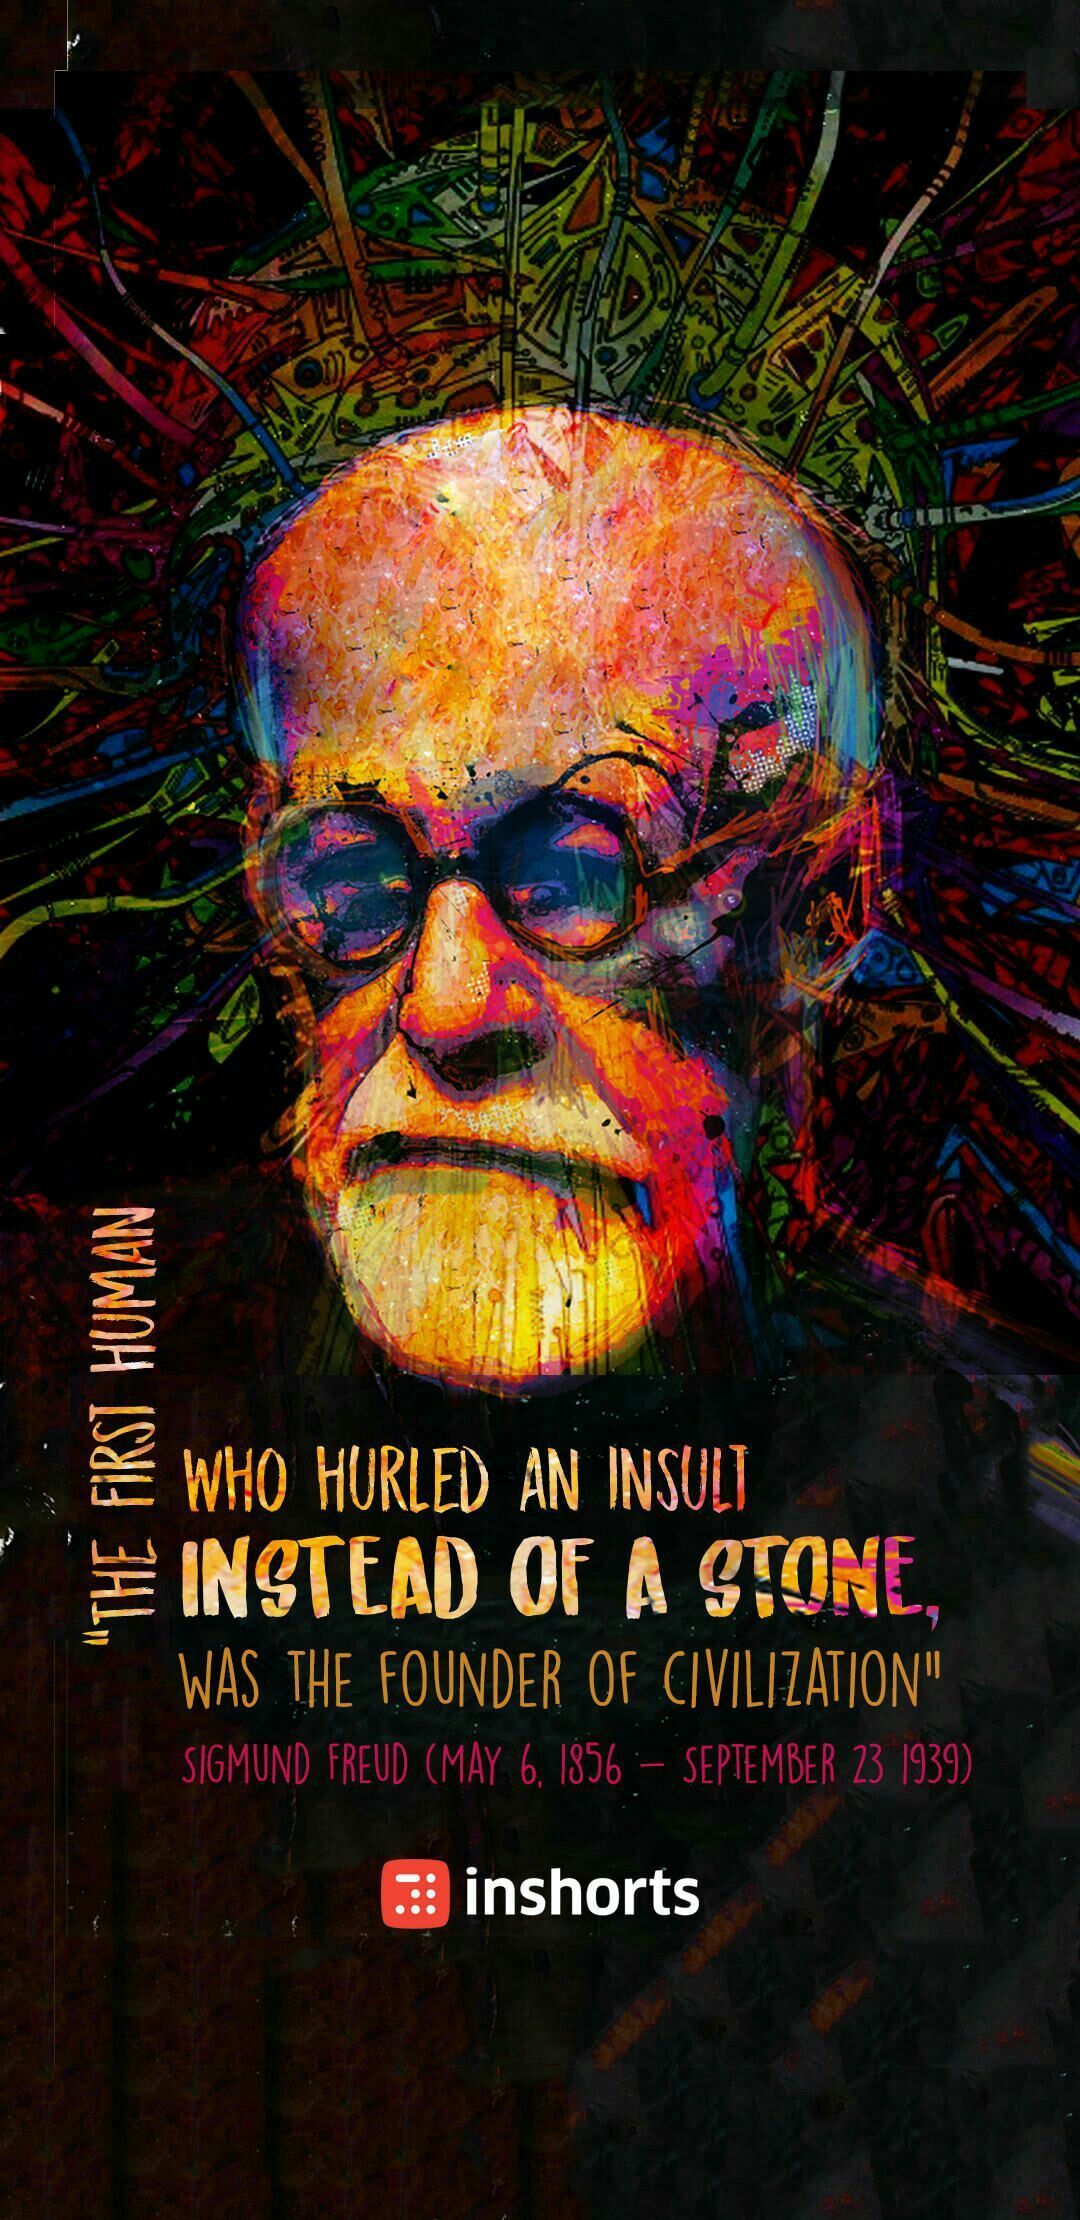 "THE FIRST HUMAN
WHO HURLED AN INSULT
INSTEAD OF A STONE,
WAS THE FOUNDER OF CIVILIZATION"
SIGMUND FREUD (MAY 6, 1856 – SEPTEMBER 23 1939)
inshorts